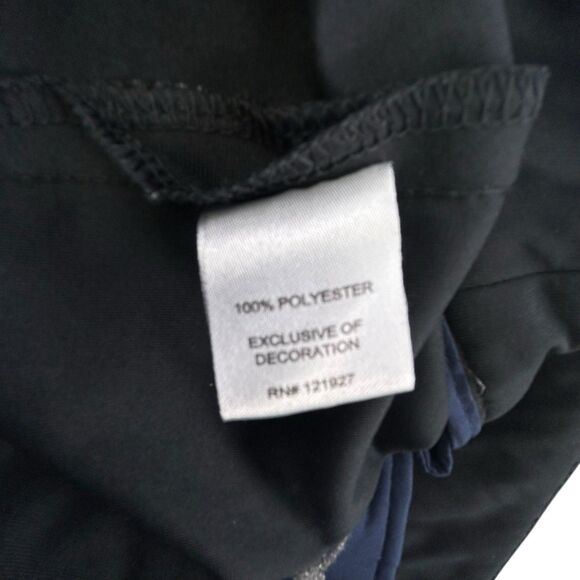 100% POLYESTER
EXCLUSIVE OF
DECORATION
RN# 121927